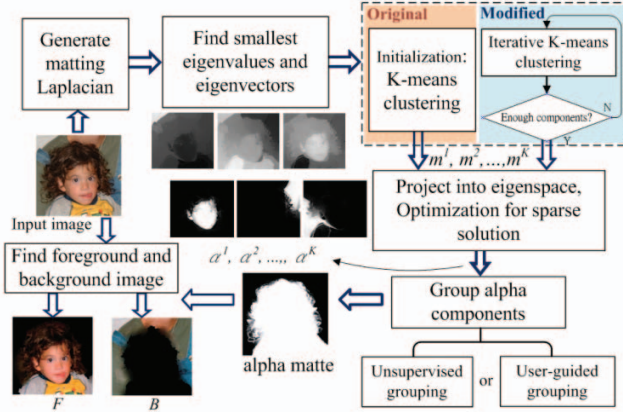 Original
Modified
Generate
matting
Laplacian
Find smallest
eigenvalues and
eigenvectors
Initialization:
K-means
clustering
Iterative K-means
clustering
Enough components?
N
Y
m¹, m²,...,mᴷ
Input image
Project into eigenspace,
Optimization for sparse
solution
α¹, α², ...,, αᴷ
Find foreground and
background image
Group alpha
components
alpha matte
F
B
Unsupervised
grouping
or
User-guided
grouping